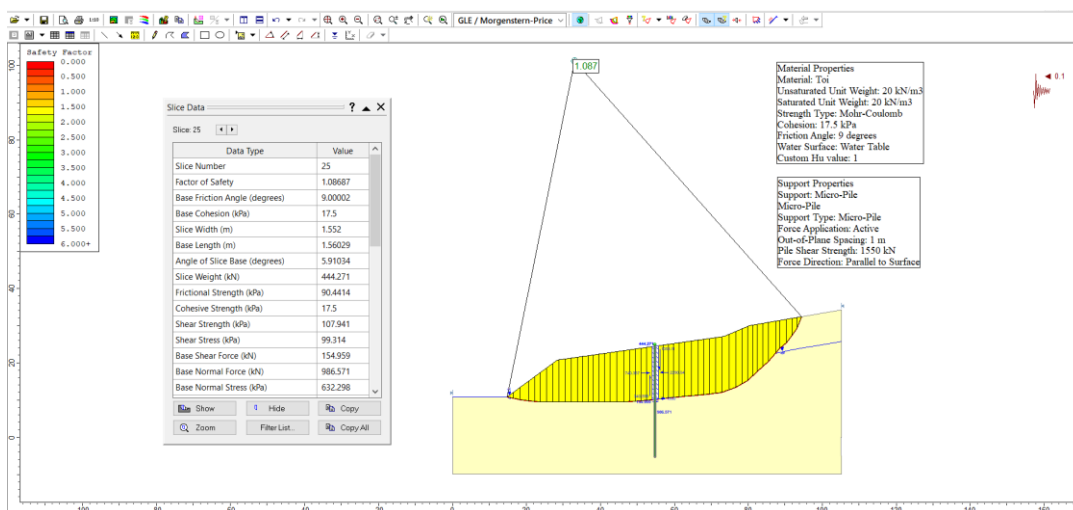 GLE / Morgenstern-Price
Safety Factor
0.000
0.500
1.000
1.500
2.000
2.500
3.000
3.500
4.000
4.500
5.000
5.500
6.000+
Slice Data
Slice: 25
Data Type Value
Slice Number 25
Factor of Safety 1.08687
Base Friction Angle (degrees) 9.00002
Base Cohesion (kPa) 17.5
Slice Width (m) 1.552
Base Length (m) 1.56029
Angle of Slice Base (degrees) 5.91034
Slice Weight (kN) 444.271
Frictional Strength (kPa) 90.4414
Cohesive Strength (kPa) 17.5
Shear Strength (kPa) 107.941
Shear Stress (kPa) 99.314
Base Shear Force (kN) 154.959
Base Normal Force (kN) 986.571
Base Normal Stress (kPa) 632.298
Show Hide Copy
Zoom Filter List... Copy All
1.087
Material Properties
Material: Toi
Unsaturated Unit Weight: 20 kN/m3
Saturated Unit Weight: 20 kN/m3
Strength Type: Mohr-Coulomb
Cohesion: 17.5 kPa
Friction Angle: 9 degrees
Water Surface: Water Table
Custom Hu value: 1
Support Properties
Support: Micro-Pile
Micro-Pile
Support Type: Micro-Pile
Force Application: Active
Out-of-Plane Spacing: 1 m
Pile Shear Strength: 1550 kN
Force Direction: Parallel to Surface
0.1
986.571
100
80
60
40
20
0
0 20 40 60 80 100 120 140 160